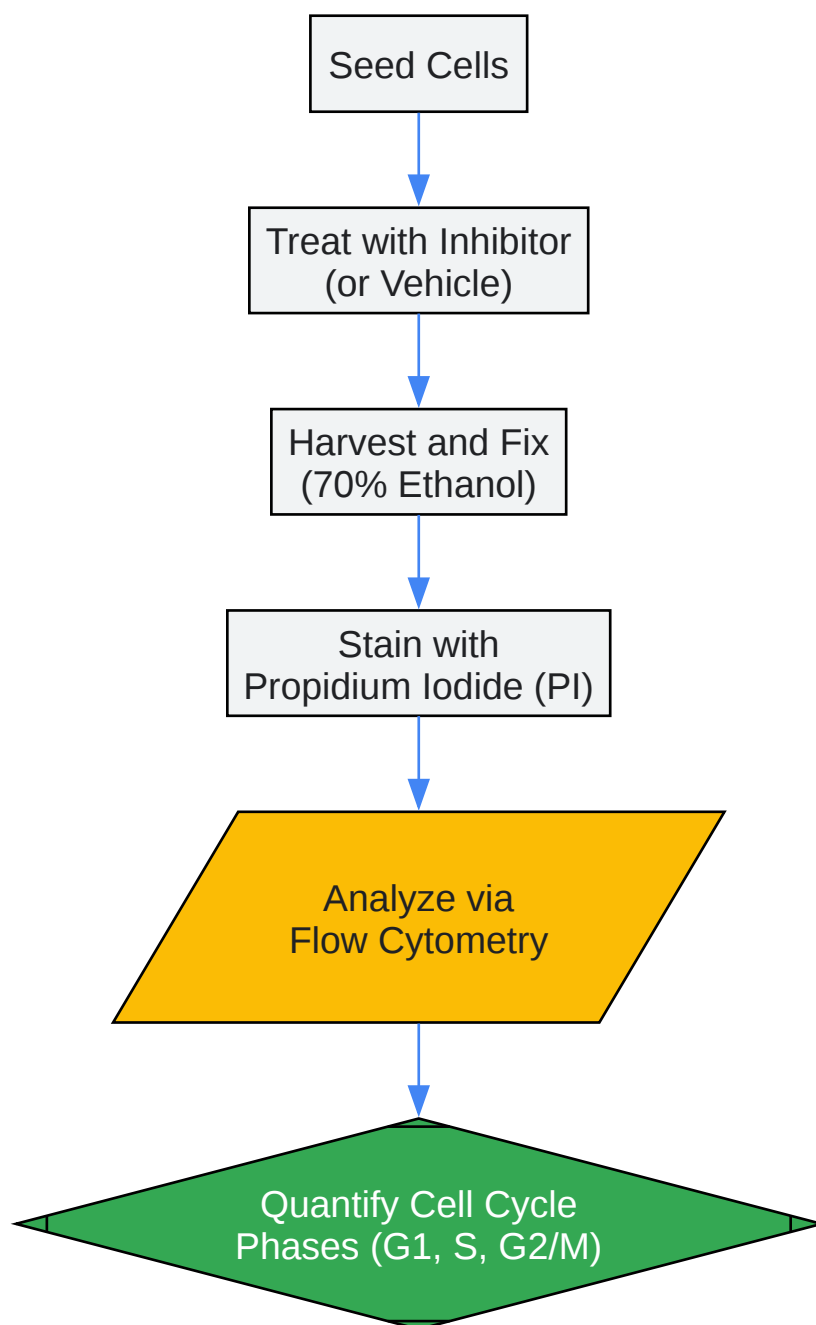 Seed Cells
Treat with Inhibitor
(or Vehicle)
Harvest and Fix
(70% Ethanol)
Stain with
Propidium Iodide (PI)
Analyze via
Flow Cytometry
Quantify Cell Cycle
Phases (G1, S, G2/M)